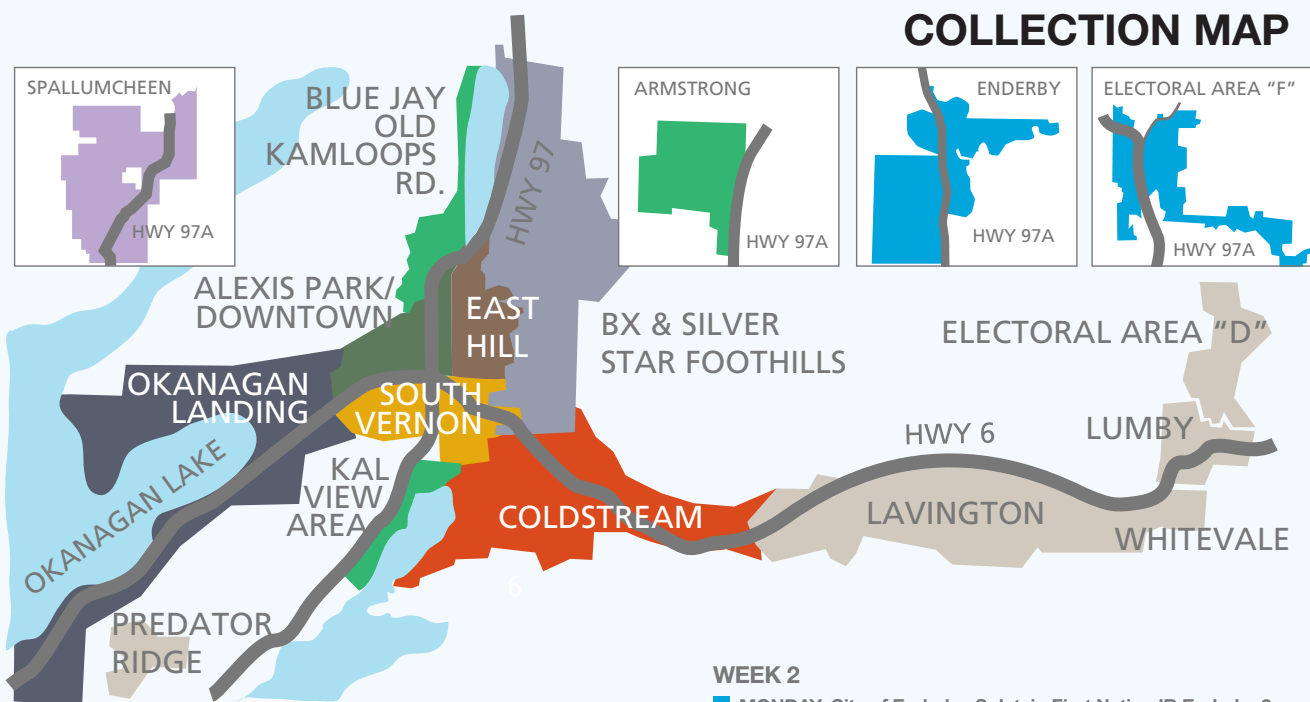 COLLECTION MAP
SPALLUMCHEEN
HWY 97A
BLUE JAY
OLD
KAMLOOPS
RD.
HWY 97
ARMSTRONG
HWY 97A
ENDERBY
HWY 97A
ELECTORAL AREA "F"
HWY 97A
ALEXIS PARK/
DOWNTOWN
EAST
HILL
BX & SILVER
STAR FOOTHILLS
ELECTORAL AREA "D"
OKANAGAN
LANDING
SOUTH
VERNON
HWY 6
LUMBY
KAL
VIEW
AREA
OKANAGAN LAKE
COLDSTREAM
LAVINGTON
WHITEVALE
6
PREDATOR
RIDGE
WEEK 2